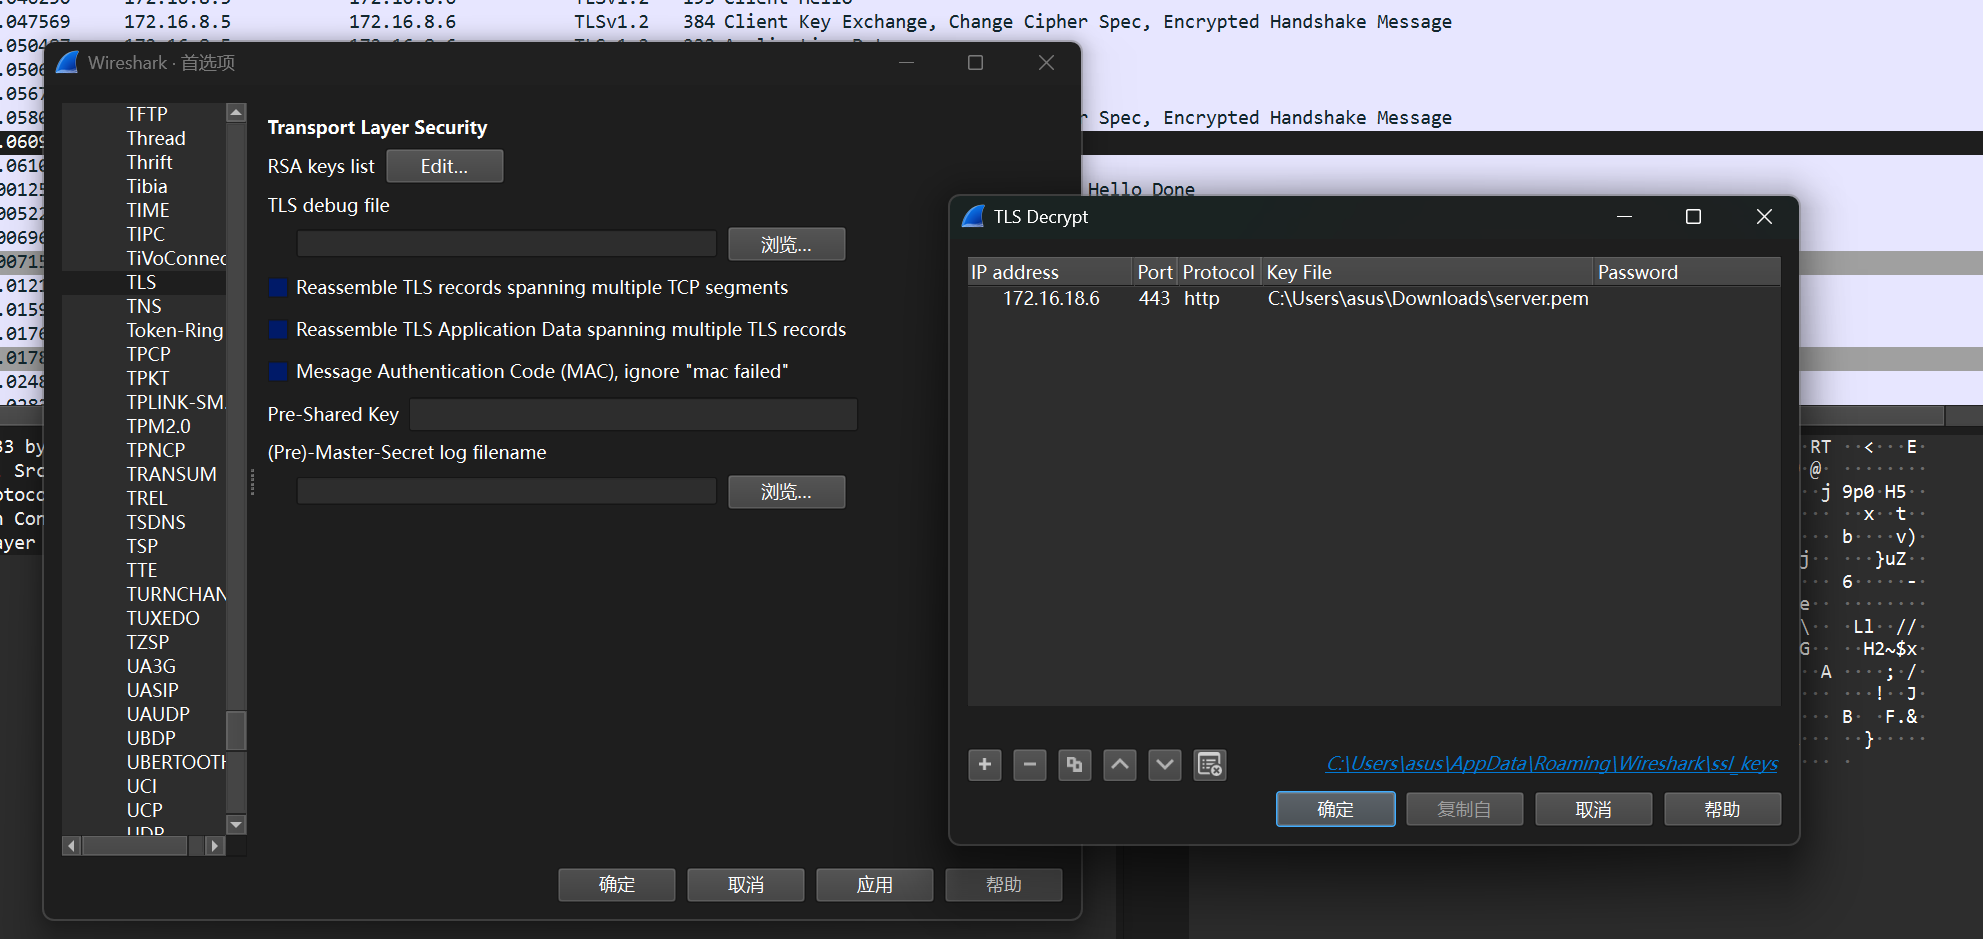 .047569 172.16.8.5 172.16.8.6 TLSv1.2 384 Client Key Exchange, Change Cipher Spec, Encrypted Handshake Message
Wireshark · 首选项
Spec, Encrypted Handshake Message
Hello Done
TFTP
Thread
Thrift
Tibia
TIME
TIPC
TiVoConnec
TLS
TNS
Token-Ring
TPCP
TPKT
TPLINK-SM.
TPM2.0
TPNCP
TRANSUM
TREL
TSDNS
TSP
TTE
TURNCHAN
TUXEDO
TZSP
UA3G
UASIP
UAUDP
UBDP
UBERTOOTH
UCI
UCP
UDP
Transport Layer Security
RSA keys list Edit...
TLS debug file
浏览...
Reassemble TLS records spanning multiple TCP segments
Reassemble TLS Application Data spanning multiple TLS records
Message Authentication Code (MAC), ignore "mac failed"
Pre-Shared Key
(Pre)-Master-Secret log filename
浏览...
确定 取消 应用 帮助
TLS Decrypt
IP address Port Protocol Key File Password
172.16.18.6 443 http C:\Users\asus\Downloads\server.pem
C:\Users\asus\AppData\Roaming\Wireshark\ssl_keys
确定 复制自 取消 帮助